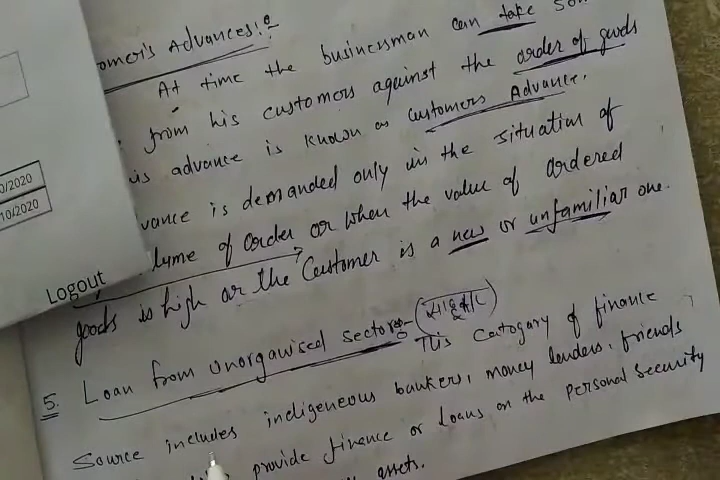 omer's Advances:-
At time the businessman can take som
from his customers against the order of goods
is advance is known as Customers Advance.
vance is demanded only in the situation of
lyme of order or when the value of ordered
goods is high or the Customer is a new or unfamiliar one.
5. Loan from unorganised sector:- (साहूकार)
This catogary of finance
Source includes indigeneous bankers, money lenders, friends
provide finance or loans on the personal security
assets.
0/2020
10/2020
Logout